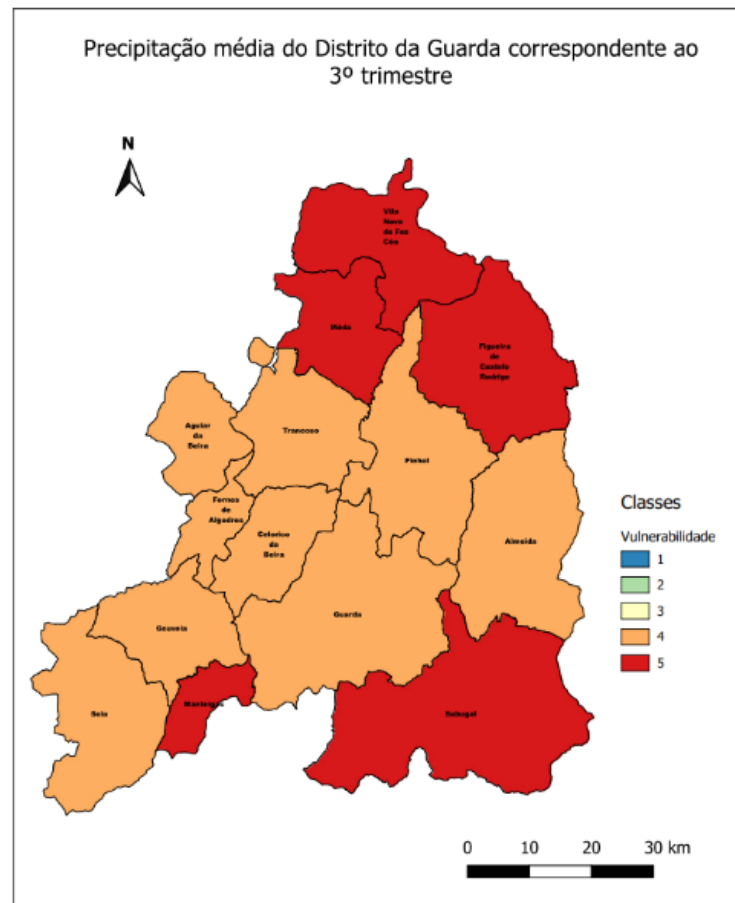 Precipitação média do Distrito da Guarda correspondente ao
3º trimestre
N
Vila
Nova
de Foz
Côa
Mêda
Figueira
de
Castelo
Rodrigo
Aguiar
da
Beira
Trancoso
Pinhel
Fornos
de
Algodres
Celorico
da
Beira
Almeida
Gouveia
Guarda
Seia
Manteigas
Sabugal
Classes
Vulnerabilidade
1
2
3
4
5
0 10 20 30 km